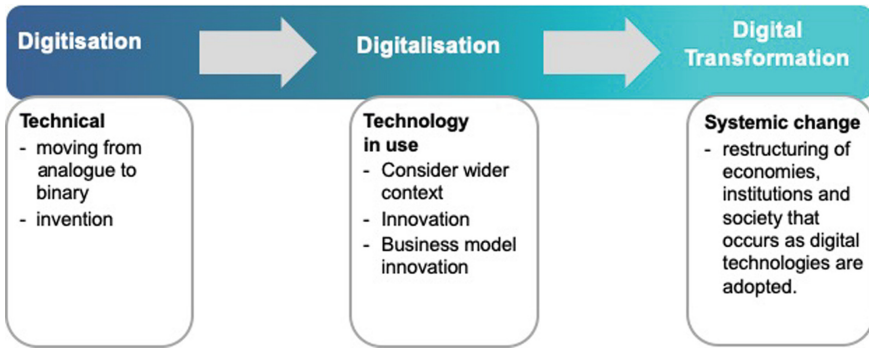 Digitisation
Digitalisation
Digital
Transformation
Technical
- moving from
analogue to
binary
- invention
Technology
in use
- Consider wider
context
- Innovation
- Business model
innovation
Systemic change
- restructuring of
economies,
institutions and
society that
occurs as digital
technologies are
adopted.